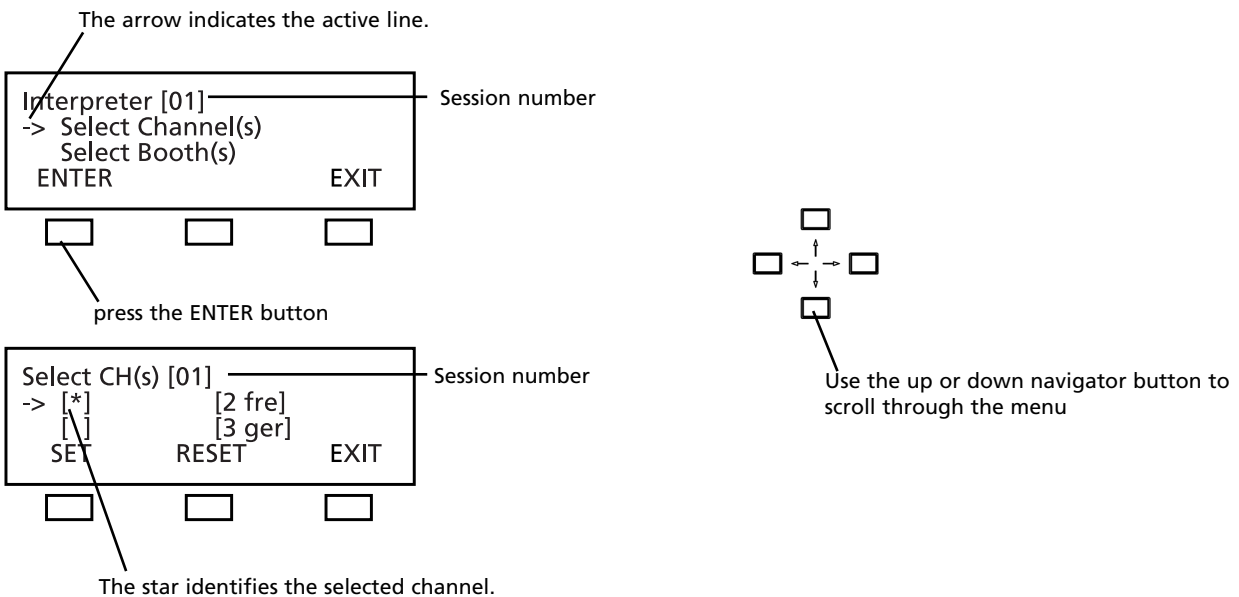 The arrow indicates the active line.
Interpreter [01]
Session number
-> Select Channel(s)
Select Booth(s)
ENTER EXIT
press the ENTER button
Select CH(s) [01]
Session number
-> [*] [2 fre]
[ ] [3 ger]
SET RESET EXIT
The star identifies the selected channel.
Use the up or down navigator button to
scroll through the menu